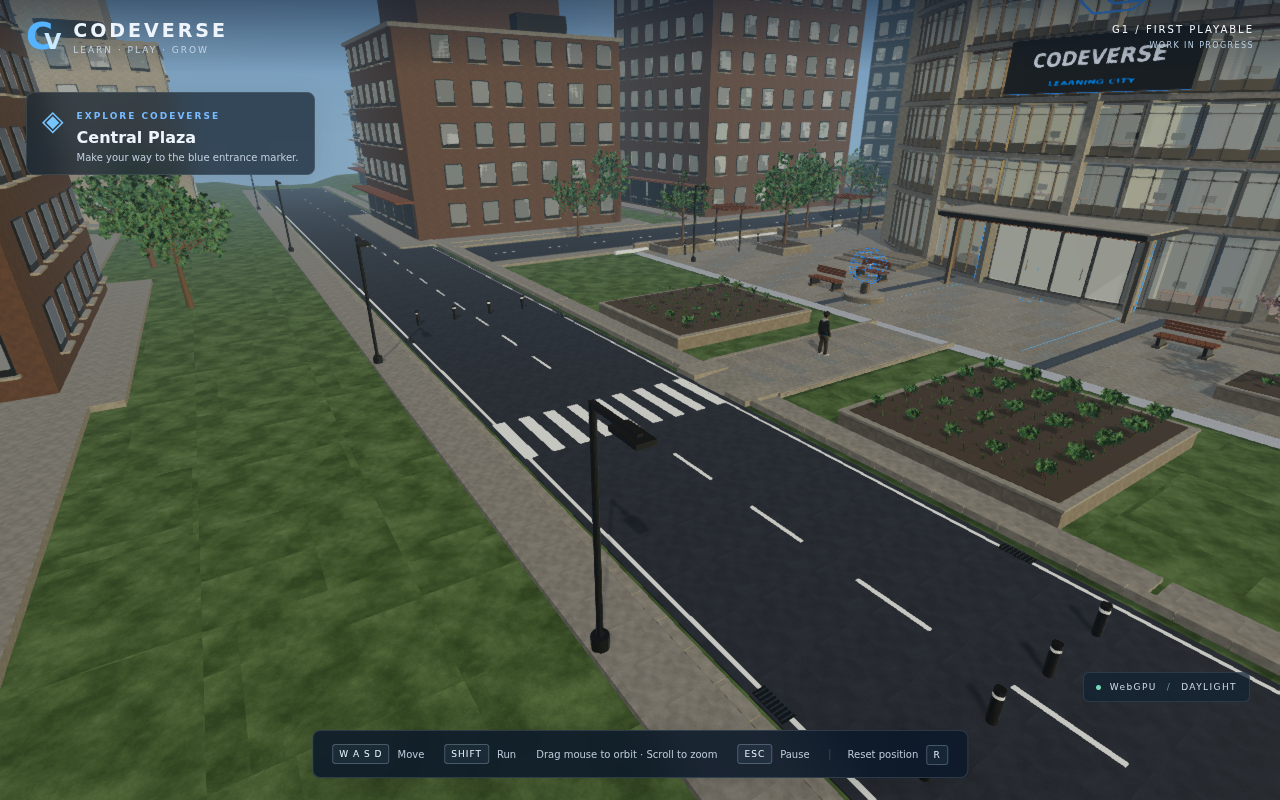 CV CODEVERSE
LEARN · PLAY · GROW
G1 / FIRST PLAYABLE
WORK IN PROGRESS
CODEVERSE
LEARNING CITY
EXPLORE CODEVERSE
Central Plaza
Make your way to the blue entrance marker.
WebGPU / DAYLIGHT
W A S D Move SHIFT Run Drag mouse to orbit · Scroll to zoom ESC Pause | Reset position R